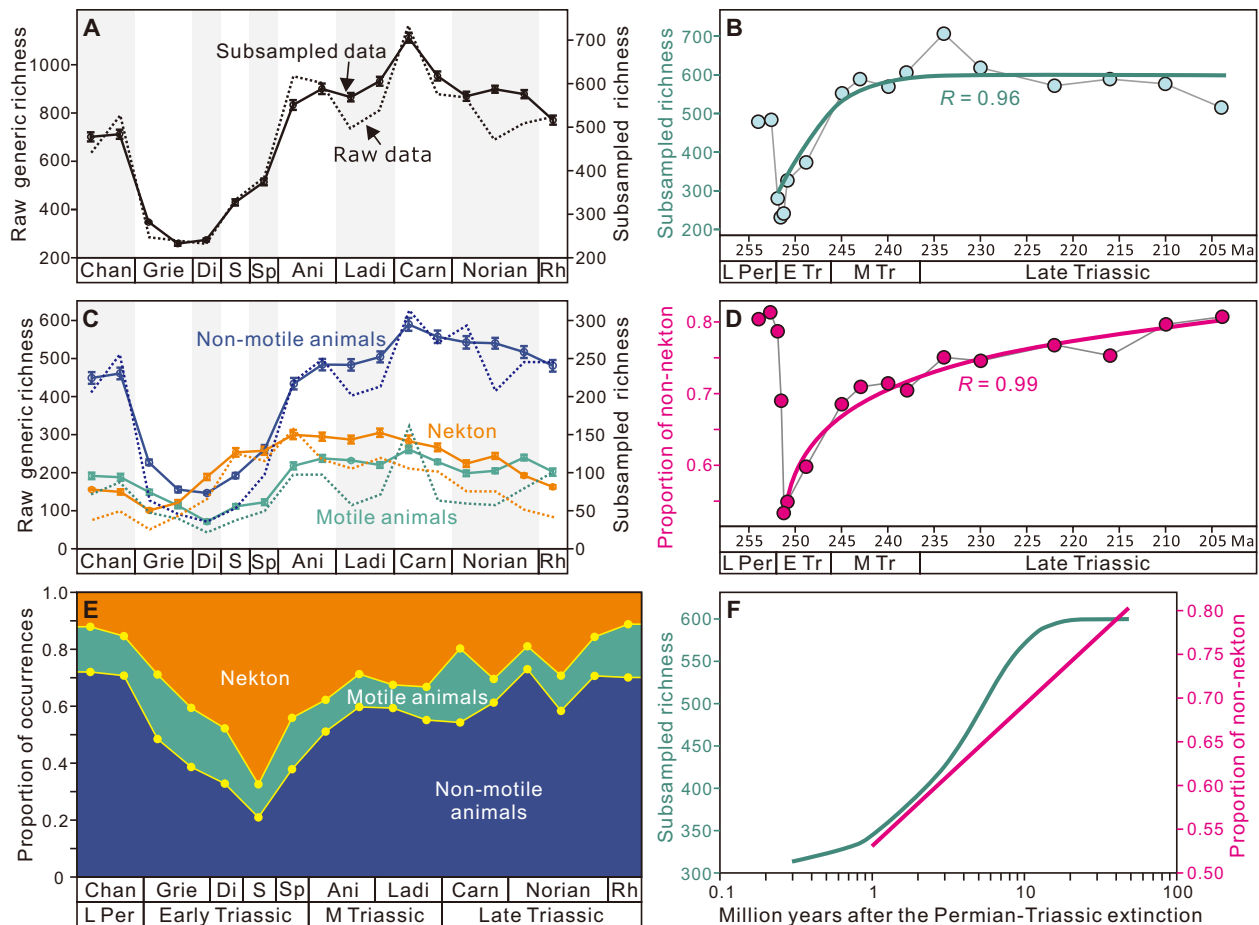 A
Raw generic richness
1000
800
600
400
200
Subsampled data
Raw data
700
600
500
400
300
200
Subsampled richness
Chan Grie Di S Sp Ani Ladi Carn Norian Rh
B
Subsampled richness
700
600
500
400
300
200
R = 0.96
255 250 245 240 235 230 225 220 215 210 205 Ma
L Per E Tr M Tr Late Triassic
C
Raw generic richness
600
500
400
300
200
100
0
Non-motile animals
Nekton
Motile animals
300
250
200
150
100
50
0
Subsampled richness
Chan Grie Di S Sp Ani Ladi Carn Norian Rh
D
Proportion of non-nekton
0.8
0.7
0.6
R = 0.99
255 250 245 240 235 230 225 220 215 210 205 Ma
L Per E Tr M Tr Late Triassic
E
Proportion of occurrences
1.0
0.8
0.6
0.4
0.2
0
Nekton
Motile animals
Non-motile
animals
Chan Grie Di S Sp Ani Ladi Carn Norian Rh
L Per Early Triassic M Triassic Late Triassic
F
Subsampled richness
600
550
500
450
400
350
300
0.80
0.75
0.70
0.65
0.60
0.55
0.50
Proportion of non-nekton
0.1 1 10 100
Million years after the Permian-Triassic extinction